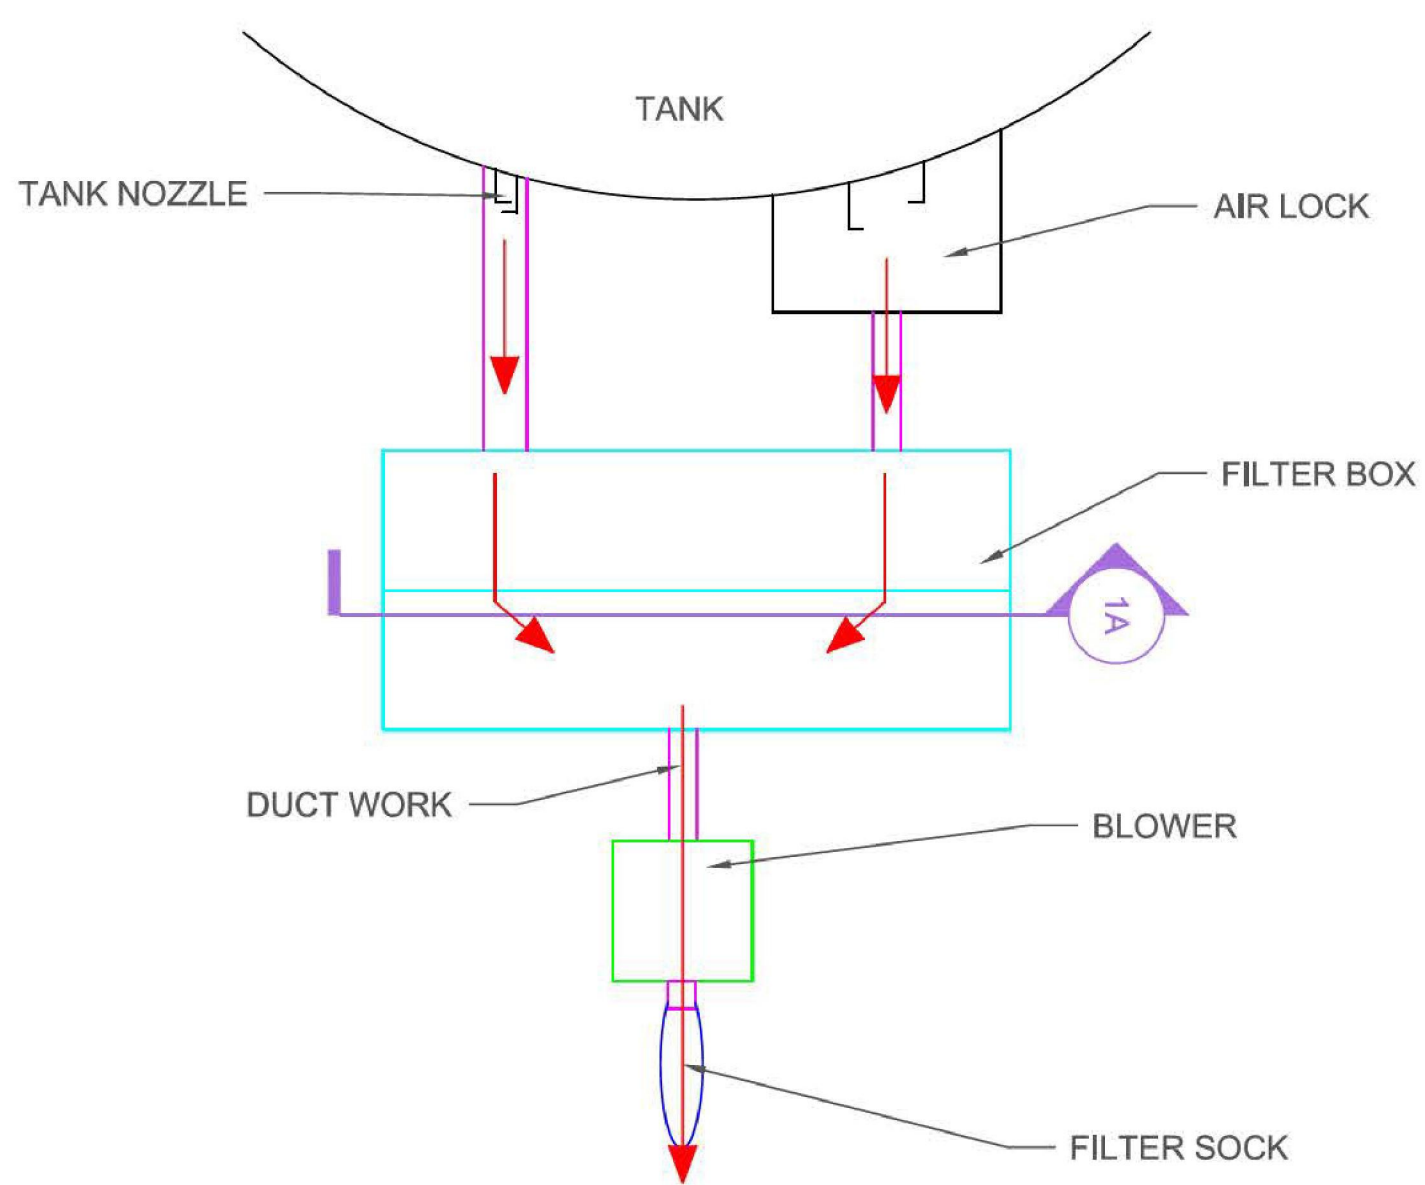 TANK
TANK NOZZLE
AIR LOCK
FILTER BOX
1A
DUCT WORK
BLOWER
FILTER SOCK